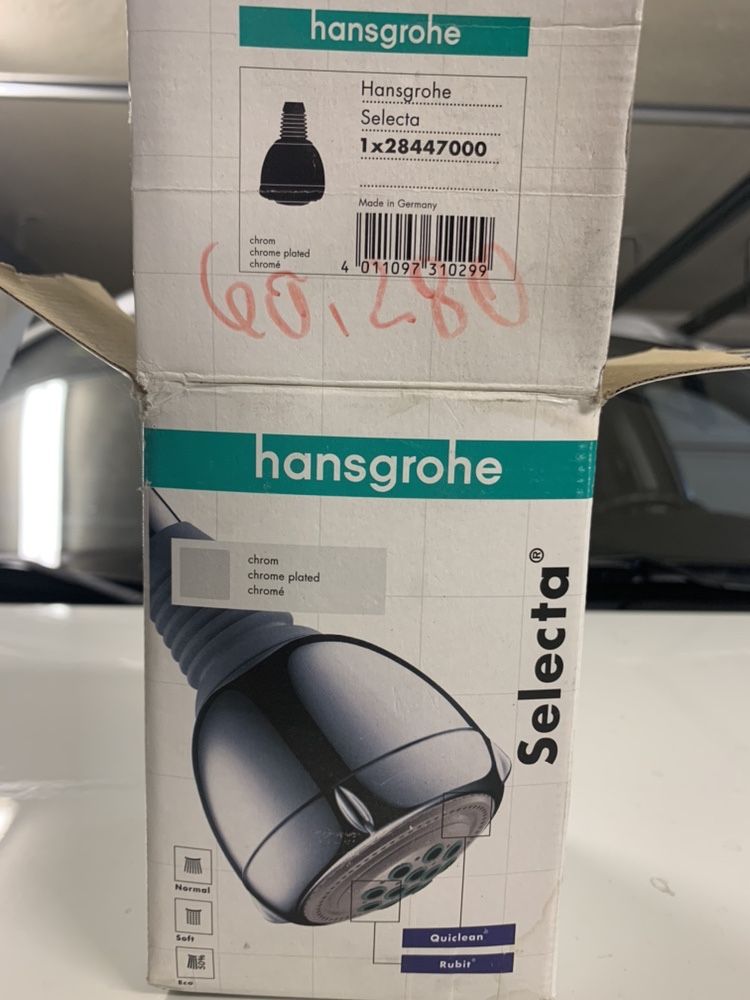 hansgrohe
Hansgrohe
Selecta
1x28447000
Made in Germany
chrom
chrome plated
chromé
4 011097 310299
60,280
hansgrohe
chrom
chrome plated
chromé
Selecta®
Normal
Soft
50%
Eco
Quiclean®
Rubit®